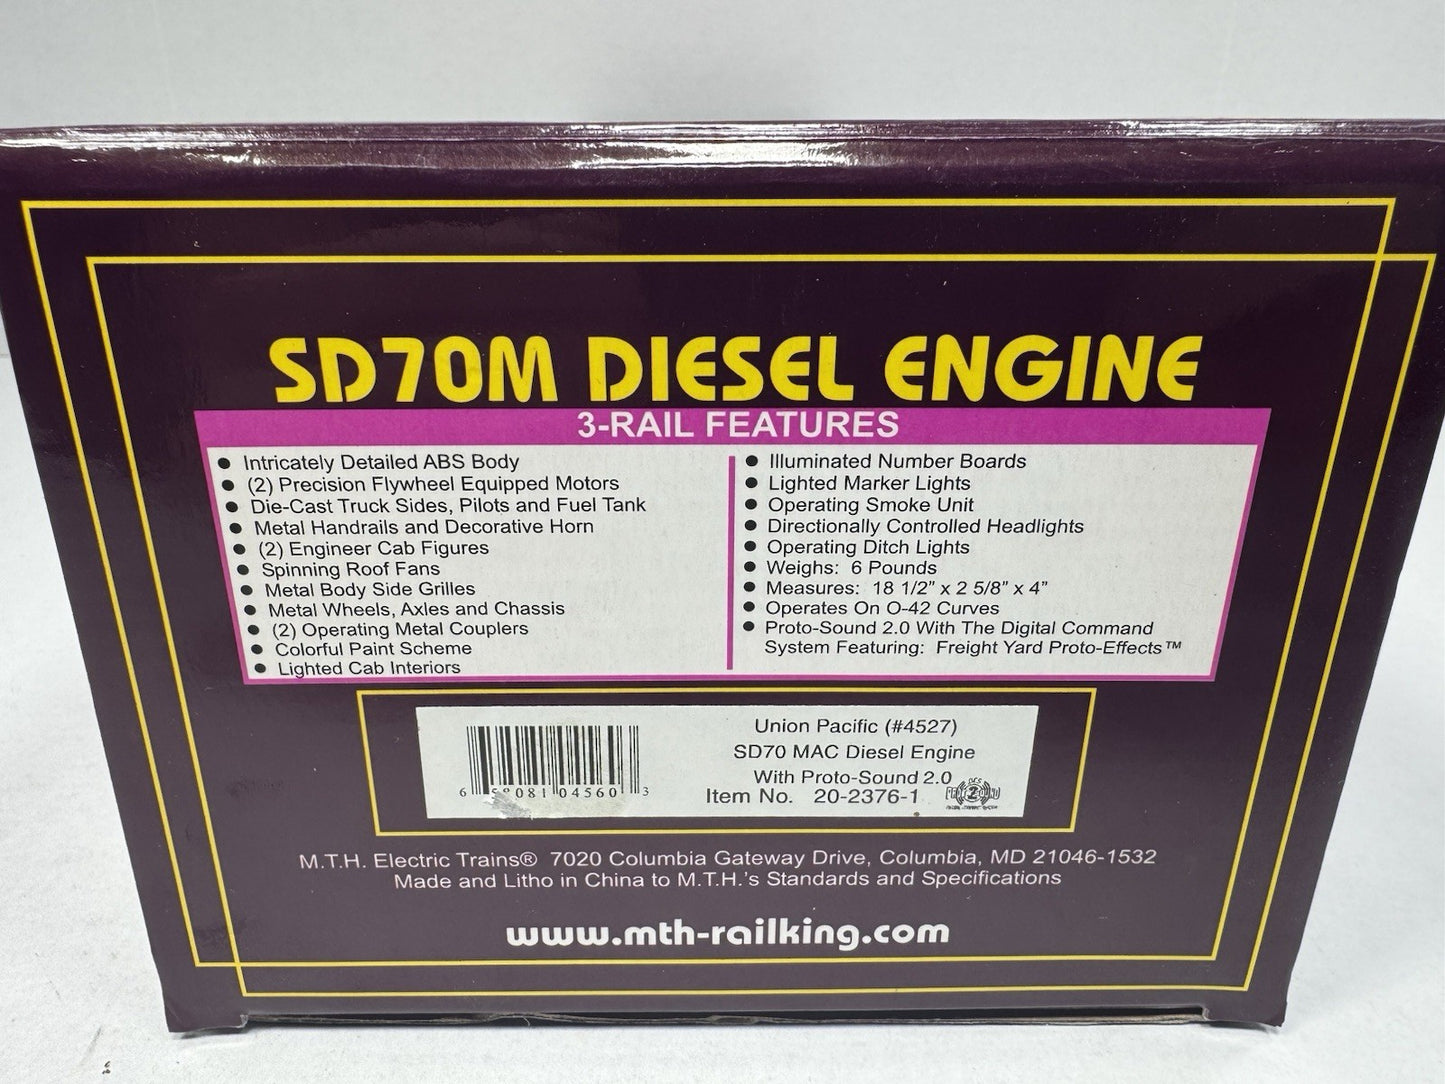 SD70M DIESEL ENGINE
3-RAIL FEATURES
● Intricately Detailed ABS Body
● (2) Precision Flywheel Equipped Motors
● Die-Cast Truck Sides, Pilots and Fuel Tank
● Metal Handrails and Decorative Horn
● (2) Engineer Cab Figures
● Spinning Roof Fans
● Metal Body Side Grilles
● Metal Wheels, Axles and Chassis
● (2) Operating Metal Couplers
● Colorful Paint Scheme
● Lighted Cab Interiors
● Illuminated Number Boards
● Lighted Marker Lights
● Operating Smoke Unit
● Directionally Controlled Headlights
● Operating Ditch Lights
● Weighs: 6 Pounds
● Measures: 18 1/2" x 2 5/8" x 4"
● Operates On O-42 Curves
● Proto-Sound 2.0 With The Digital Command
System Featuring: Freight Yard Proto-Effects™
Union Pacific (#4527)
SD70 MAC Diesel Engine
With Proto-Sound 2.0
Item No. 20-2376-1
04560 3
M.T.H. Electric Trains® 7020 Columbia Gateway Drive, Columbia, MD 21046-1532
Made and Litho in China to M.T.H.'s Standards and Specifications
www.mth-railking.com